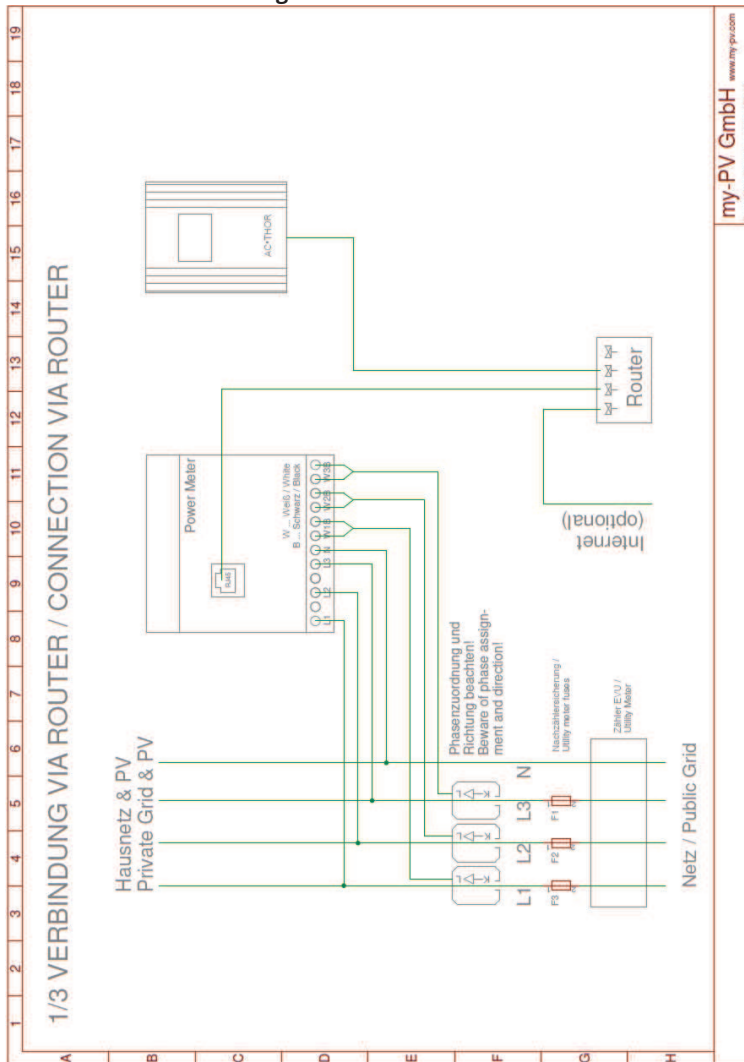 1 2 3 4 5 6 7 8 9 10 11 12 13 14 15 16 17 18 19
A
B
C
D
E
F
G
H
1/3 VERBINDUNG VIA ROUTER / CONNECTION VIA ROUTER
Hausnetz & PV
Private Grid & PV
Power Meter
RJ45
W ... Weiß / White
B ... Schwarz / Black
L1 L2 L3 N W1B W2B W3B
AC•THOR
Phasenzuordnung und
Richtung beachten!
Beware of phase assign-
ment and direction!
K L
K L
K L
L1 L2 L3 N
Nachzählersicherung /
Utility meter fuses
F3 F2 F1
Zähler EVU /
Utility Meter
Netz / Public Grid
Internet
(optional)
Router
my-PV GmbH www.my-pv.com